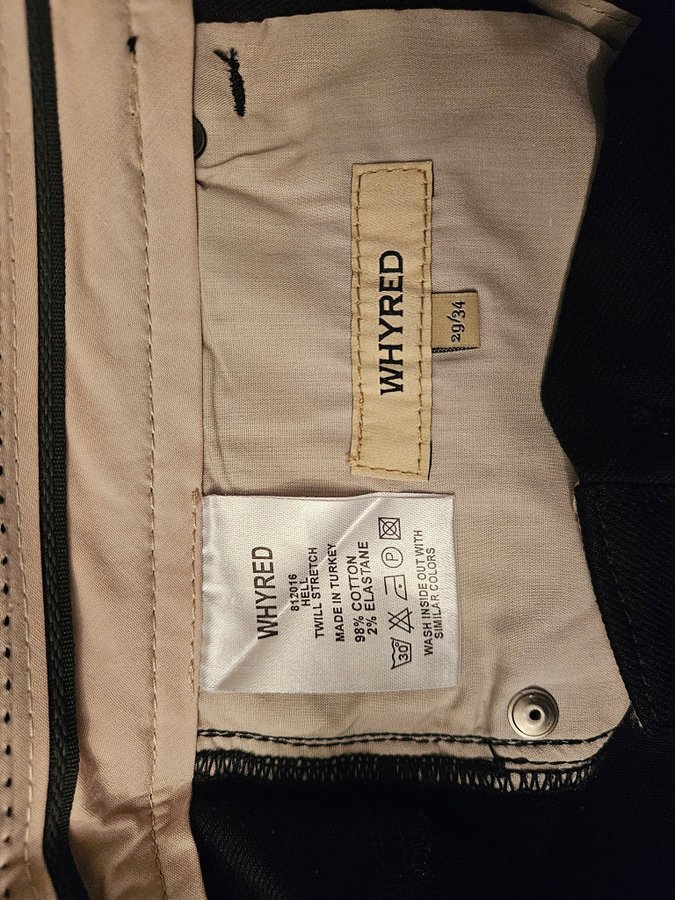 WHYRED
29/34
WHYRED
812016
HELL
TWILL STRETCH
MADE IN TURKEY
98% COTTON
2% ELASTANE
30° P
WASH INSIDE OUT WITH
SIMILAR COLORS